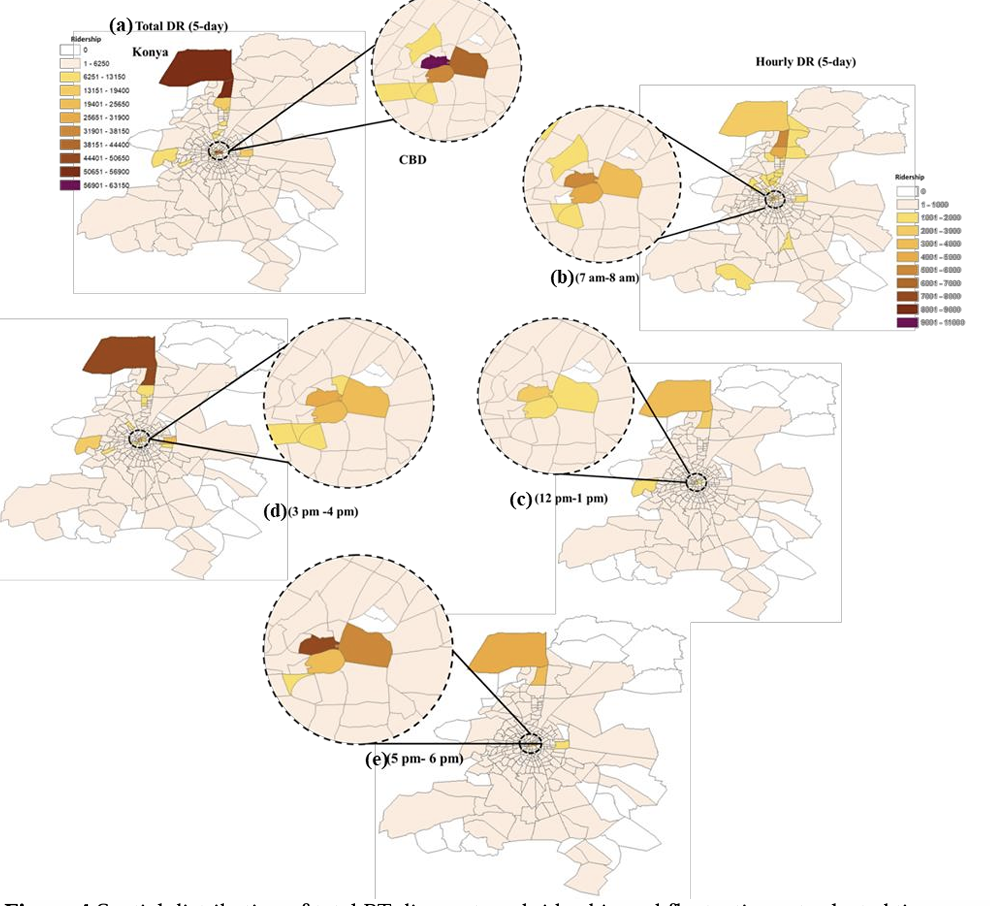 (a) Total DR (5-day)
Ridership
0
1 - 6250
6251 - 13150
13151 - 19400
19401 - 25650
25651 - 31900
31901 - 38150
38151 - 44400
44401 - 50650
50651 - 56900
56901 - 63150
Konya
CBD
Hourly DR (5-day)
(b) (7 am-8 am)
Ridership
0
1 - 1000
1001 - 2000
2001 - 3000
3001 - 4000
4001 - 5000
5001 - 6000
6001 - 7000
7001 - 8000
8001 - 9000
9001 - 11000
(d) (3 pm -4 pm)
(c) (12 pm-1 pm)
(e) (5 pm- 6 pm)